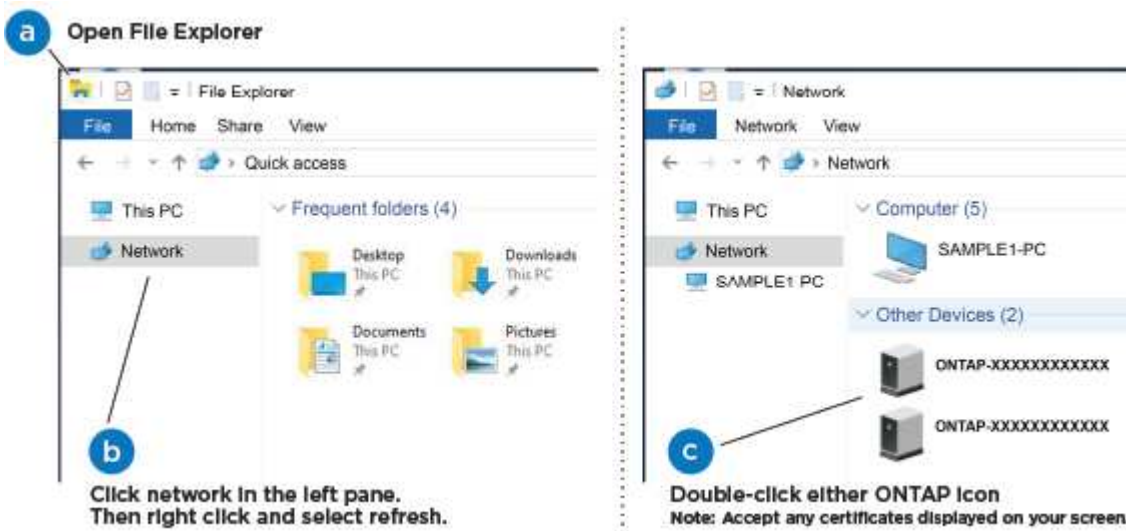 a Open File Explorer
File Explorer
File Home Share View
Quick access
This PC
Network
Frequent folders (4)
Desktop
This PC
Downloads
This PC
Documents
This PC
Pictures
This PC
b
Click network in the left pane.
Then right click and select refresh.
Network
File Network View
Network
This PC
Network
SAMPLE1 PC
Computer (5)
SAMPLE1-PC
Other Devices (2)
ONTAP-XXXXXXXXXXXX
ONTAP-XXXXXXXXXXXX
c
Double-click either ONTAP icon
Note: Accept any certificates displayed on your screen